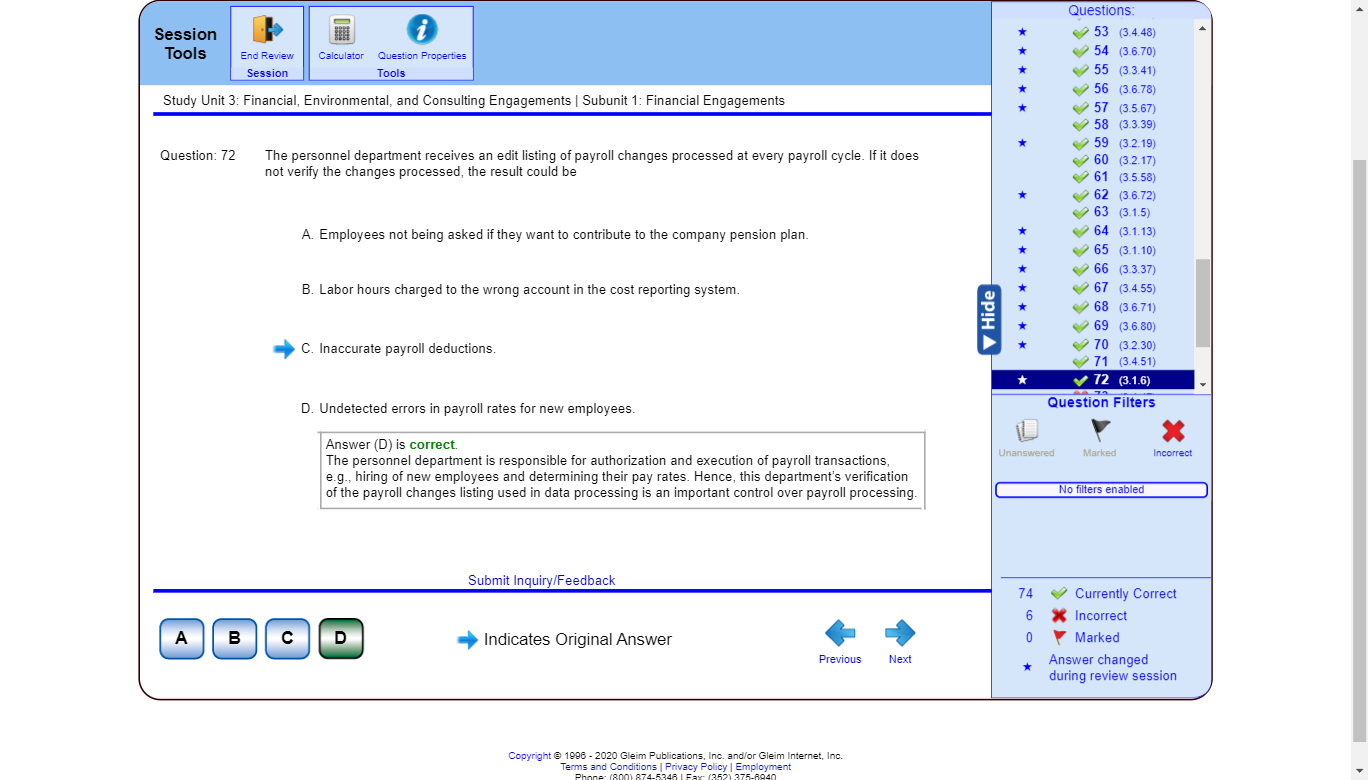 Session
Tools
End Review
Session
Calculator
Question Properties
Tools
Study Unit 3: Financial, Environmental, and Consulting Engagements | Subunit 1: Financial Engagements
Question: 72
The personnel department receives an edit listing of payroll changes processed at every payroll cycle. If it does
not verify the changes processed, the result could be
A. Employees not being asked if they want to contribute to the company pension plan.
B. Labor hours charged to the wrong account in the cost reporting system.
C. Inaccurate payroll deductions.
D. Undetected errors in payroll rates for new employees.
Answer (D) is correct.
The personnel department is responsible for authorization and execution of payroll transactions,
e.g., hiring of new employees and determining their pay rates. Hence, this department's verification
of the payroll changes listing used in data processing is an important control over payroll processing.
Submit Inquiry/Feedback
A B C D
Indicates Original Answer
Previous
Next
Hide
Questions:
53 (3.4.48)
54 (3.6.70)
55 (3.3.41)
56 (3.6.78)
57 (3.5.67)
58 (3.3.39)
59 (3.2.19)
60 (3.2.17)
61 (3.5.58)
62 (3.6.72)
63 (3.1.5)
64 (3.1.13)
65 (3.1.10)
66 (3.3.37)
67 (3.4.55)
68 (3.6.71)
69 (3.6.80)
70 (3.2.30)
71 (3.4.51)
72 (3.1.6)
Question Filters
Unanswered
Marked
Incorrect
No filters enabled
74 Currently Correct
6 Incorrect
0 Marked
Answer changed
during review session
Copyright © 1996 - 2020 Gleim Publications, Inc. and/or Gleim Internet, Inc.
Terms and Conditions | Privacy Policy | Employment
Phone: (800) 874-5346 | Fax: (352) 375-6940